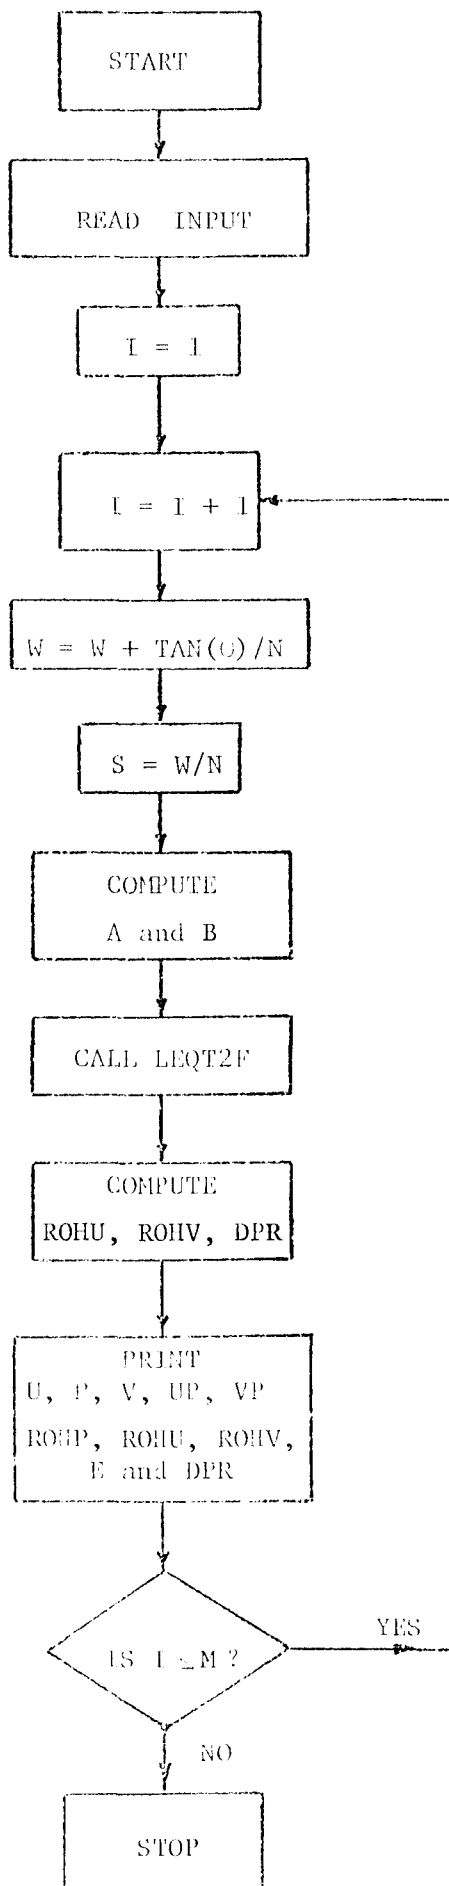 START
READ INPUT
I = 1
I = I + 1
W = W + TAN(G)/N
S = W/N
COMPUTE
A and B
CALL LEQT2F
COMPUTE
ROHU, ROHV, DPR
PRINT
U, P, V, UP, VP
ROHP, ROHU, ROHV,
E and DPR
IS I ≤ M ?
YES
NO
STOP